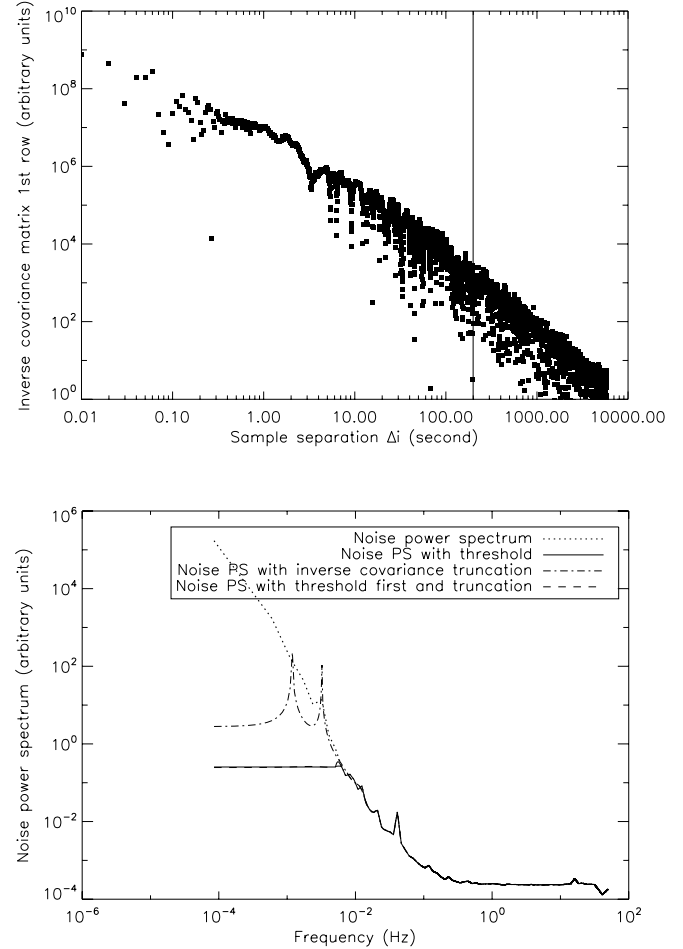 Inverse covariance matrix 1st row (arbitrary units)
10^10
10^8
10^6
10^4
10^2
10^0
0.01 0.10 1.00 10.00 100.00 1000.00 10000.00
Sample separation Δi (second)
Noise power spectrum (arbitrary units)
10^6
10^4
10^2
10^0
10^-2
10^-4
Noise power spectrum
Noise PS with threshold
Noise PS with inverse covariance truncation
Noise PS with threshold first and truncation
10^-6 10^-4 10^-2 10^0 10^2
Frequency (Hz)